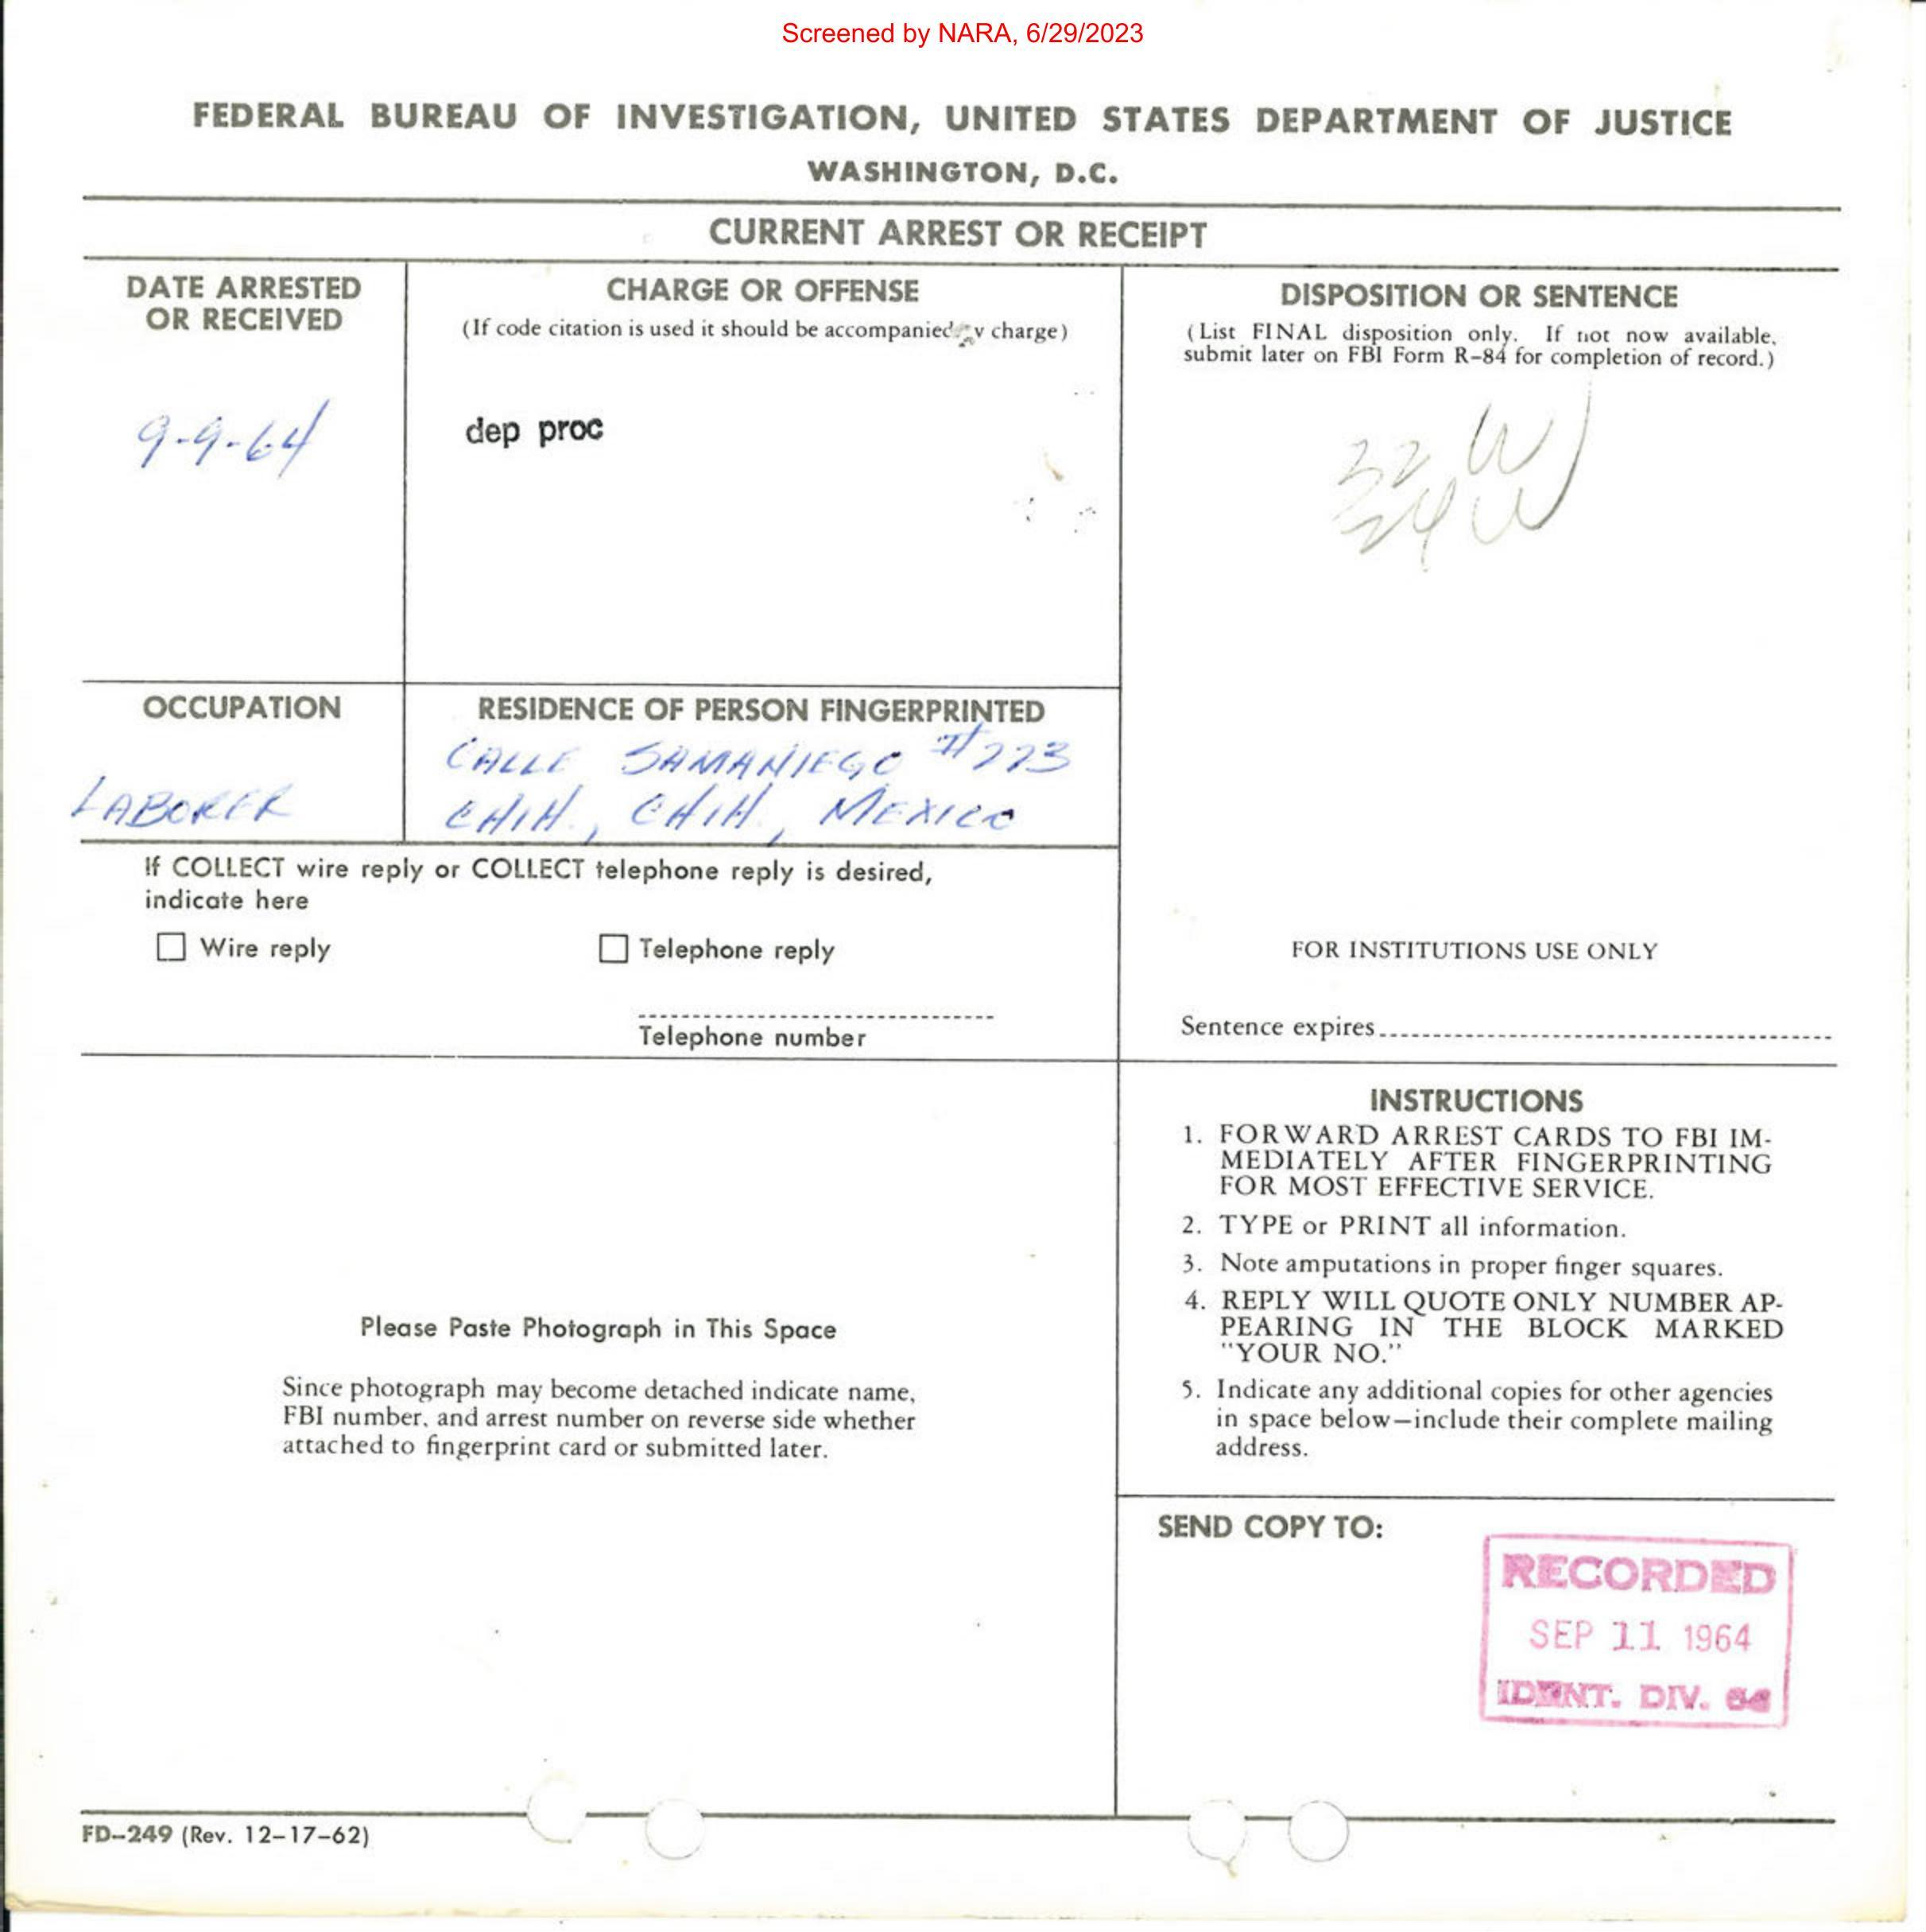 Screened by NARA, 6/29/2023
FEDERAL BUREAU OF INVESTIGATION, UNITED STATES DEPARTMENT OF JUSTICE
WASHINGTON, D.C.
CURRENT ARREST OR RECEIPT
DATE ARRESTED
OR RECEIVED
9-9-64
CHARGE OR OFFENSE
(If code citation is used it should be accompanied y charge)
dep proc
DISPOSITION OR SENTENCE
(List FINAL disposition only. If not now available,
submit later on FBI Form R-84 for completion of record.)
OCCUPATION
LABORER
RESIDENCE OF PERSON FINGERPRINTED
CALLE SAMANIEGO #223
CHIH., CHIH., MEXICO
If COLLECT wire reply or COLLECT telephone reply is desired,
indicate here
Wire reply
Telephone reply
Telephone number
FOR INSTITUTIONS USE ONLY
Sentence expires
Please Paste Photograph in This Space
Since photograph may become detached indicate name,
FBI number, and arrest number on reverse side whether
attached to fingerprint card or submitted later.
INSTRUCTIONS
1. FORWARD ARREST CARDS TO FBI IM-
MEDIATELY AFTER FINGERPRINTING
FOR MOST EFFECTIVE SERVICE.
2. TYPE or PRINT all information.
3. Note amputations in proper finger squares.
4. REPLY WILL QUOTE ONLY NUMBER AP-
PEARING IN THE BLOCK MARKED
"YOUR NO."
5. Indicate any additional copies for other agencies
in space below—include their complete mailing
address.
SEND COPY TO:
RECORDED
SEP 11 1964
IDENT. DIV.
FD-249 (Rev. 12-17-62)